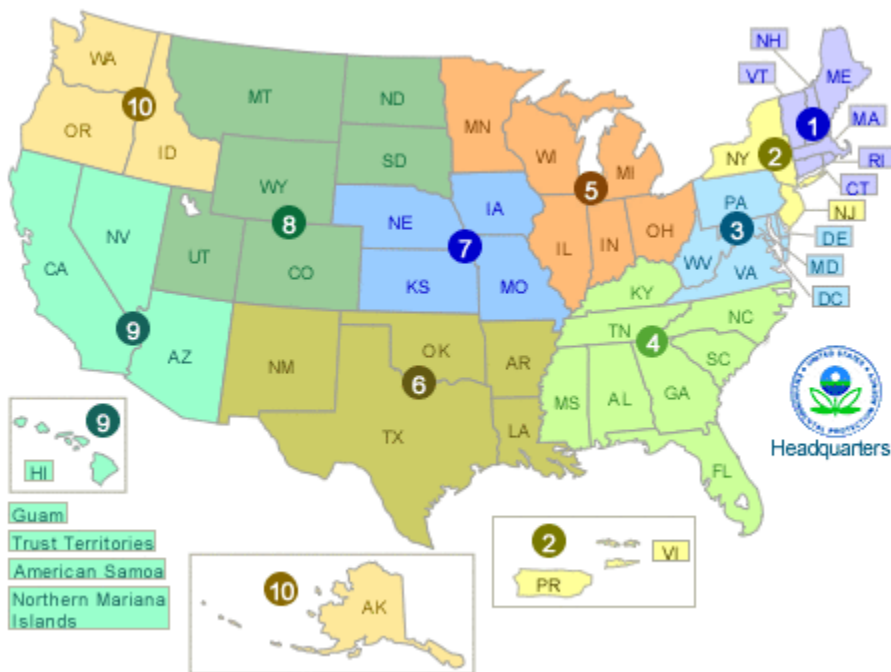 NH
WA
VT
ME
10
MT
ND
MN
1
MA
OR
ID
WI
NY
2
RI
SD
MI
CT
WY
5
PA
NJ
8
NE
IA
3
DE
NV
7
IL
IN
OH
WV
VA
MD
UT
CO
CA
KS
MO
KY
DC
9
TN
NC
AZ
4
NM
OK
AR
SC
6
MS
AL
GA
UNITED STATES
TX
LA
Headquarters
9
FL
HI
Guam
2
VI
Trust Territories
American Samoa
PR
10
Northern Mariana
Islands
AK